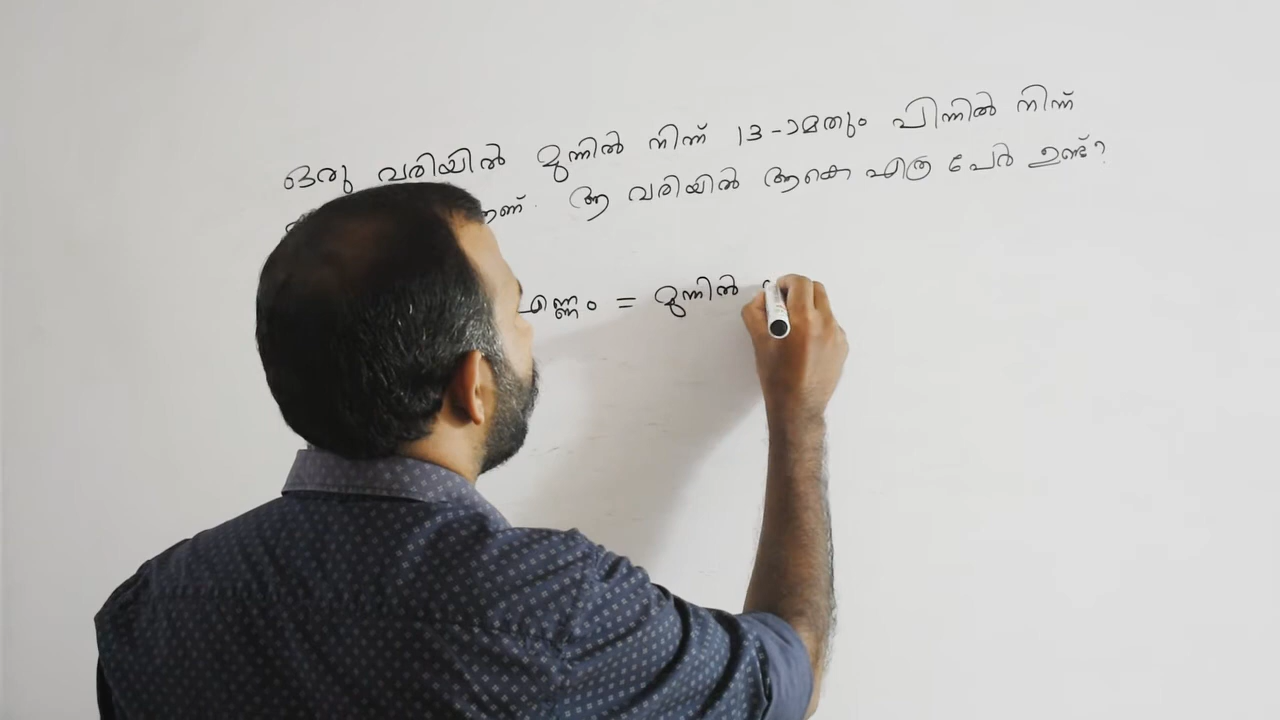 ഒരു വരിയിൽ മുന്നിൽ നിന്ന് 13-ാമതും പിന്നിൽ നിന്ന്
ആ വരിയിൽ ആകെ എത്ര പേർ ഉണ്ട്?
എണ്ണം = മുന്നിൽ